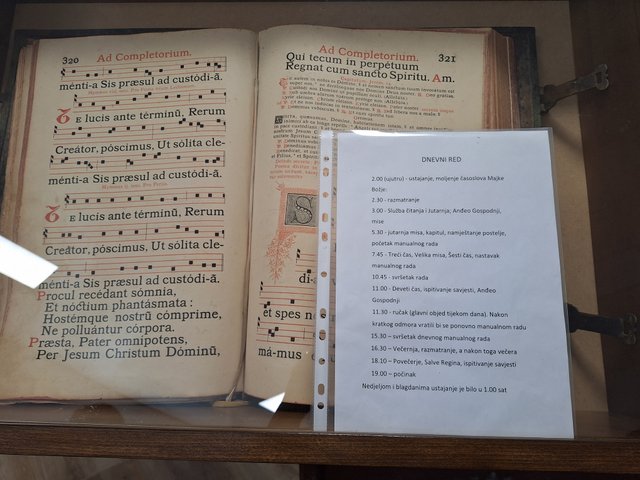 320
Ad Completorium.
ménti-a Sis præsul ad custódi-ā.
E lucis ante términū, Rerum
Creátor, póscimus, Ut sólita cle-
ménti-a Sis præsul ad custódi-ā.
E lucis ante términū, Rerum
Creátor, póscimus, Ut sólita cle-
ménti-a Sis præsul ad custódi-ā.
Procul recédant sómnia,
Et nóctium phantásmata :
Hostémque nostrū cómprime,
Ne polluántur córpora.
Præsta, Pater omnípotens,
Per Jesum Christum Dóminū,
Ad Completorium.
321
Qui tecum in perpétuum
Regnat cum sancto Spíritu. Am.
S
di-
et spes no
má-mus
DNEVNI RED
2.00 (ujutro) - ustajanje, moljenje časoslova Majke
Božje:
2.30 - razmatranje
3.00 - Služba čitanja i Jutarnja; Anđeo Gospodnji,
mise
5.30 - jutarnja misa, kapitul, namještanje postelje,
početak manualnog rada
7.45 - Treći čas, Velika misa, Šesti čas, nastavak
manualnog rada
10.45 - svršetak rada
11.00 - Deveti čas, ispitivanje savjesti, Anđeo
Gospodnji
11.30 - ručak (glavni objed tijekom dana). Nakon
kratkog odmora vratili bi se ponovno manualnom radu
15.30 – svršetak dnevnog manualnog rada
16.30 – Večernja, razmatranje, a nakon toga večera
18.10 – Povečerje, Salve Regina, ispitivanje savjesti
19.00 – počinak
Nedjeljom i blagdanima ustajanje je bilo u 1.00 sat